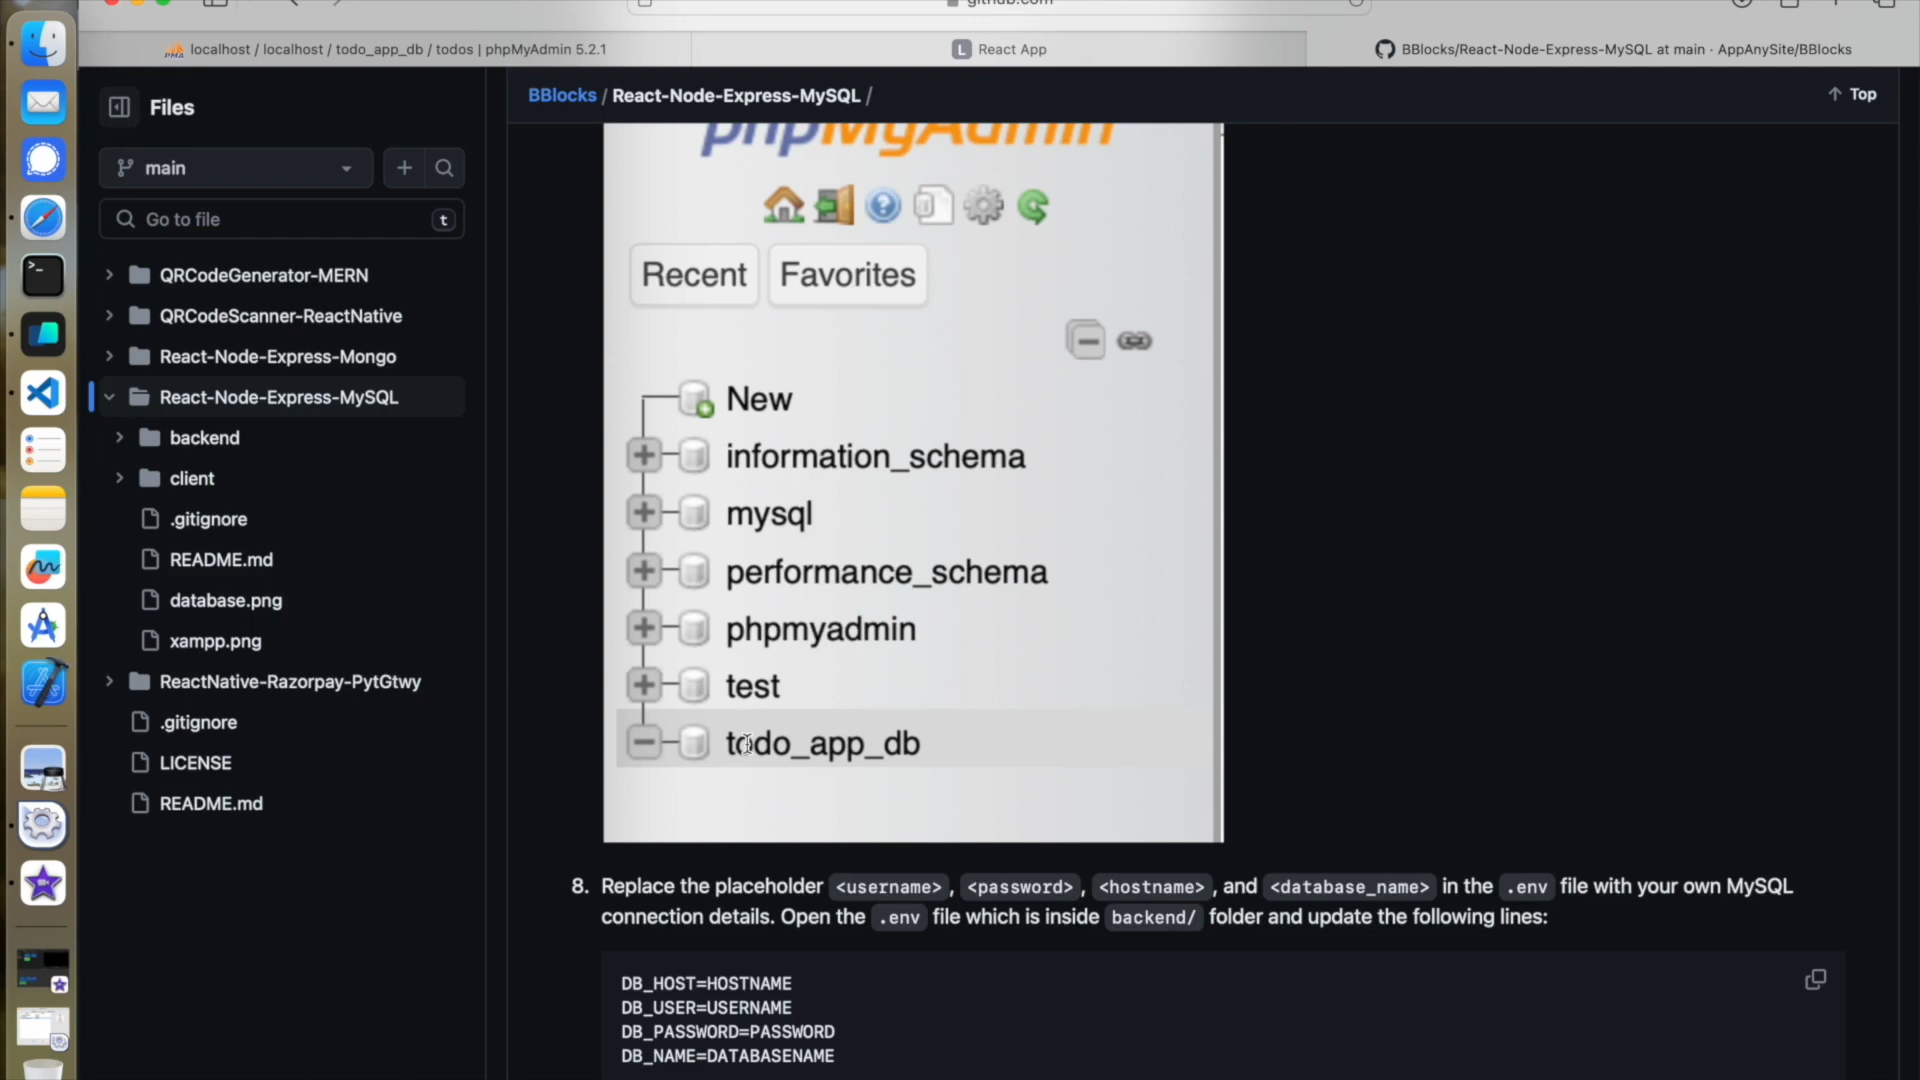 github.com
localhost / localhost / todo_app_db / todos | phpMyAdmin 5.2.1
L React App
BBlocks/React-Node-Express-MySQL at main · AppAnySite/BBlocks
Files
BBlocks / React-Node-Express-MySQL /
Top
main
Go to file
t
QRCodeGenerator-MERN
QRCodeScanner-ReactNative
React-Node-Express-Mongo
React-Node-Express-MySQL
backend
client
.gitignore
README.md
database.png
xampp.png
ReactNative-Razorpay-PytGtwy
.gitignore
LICENSE
README.md
phpMyAdmin
Recent
Favorites
New
information_schema
mysql
performance_schema
phpmyadmin
test
todo_app_db
8. Replace the placeholder <username>, <password>, <hostname>, and <database_name> in the .env file with your own MySQL
connection details. Open the .env file which is inside backend/ folder and update the following lines:
DB_HOST=HOSTNAME
DB_USER=USERNAME
DB_PASSWORD=PASSWORD
DB_NAME=DATABASENAME